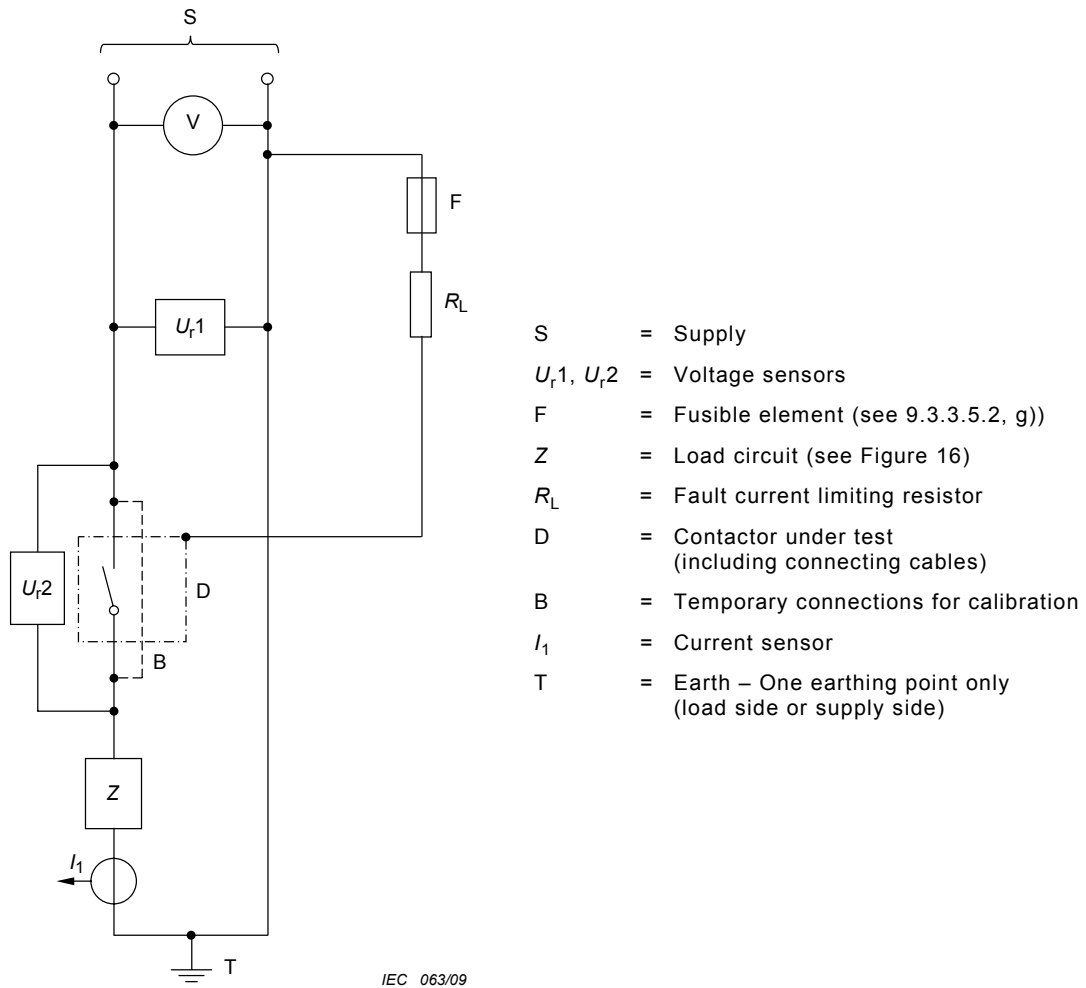 S
V
F
R_L
U_r1
U_r2
D
B
Z
I_1
T
IEC 063/09
S = Supply
U_r1, U_r2 = Voltage sensors
F = Fusible element (see 9.3.3.5.2, g))
Z = Load circuit (see Figure 16)
R_L = Fault current limiting resistor
D = Contactor under test
(including connecting cables)
B = Temporary connections for calibration
I_1 = Current sensor
T = Earth – One earthing point only
(load side or supply side)